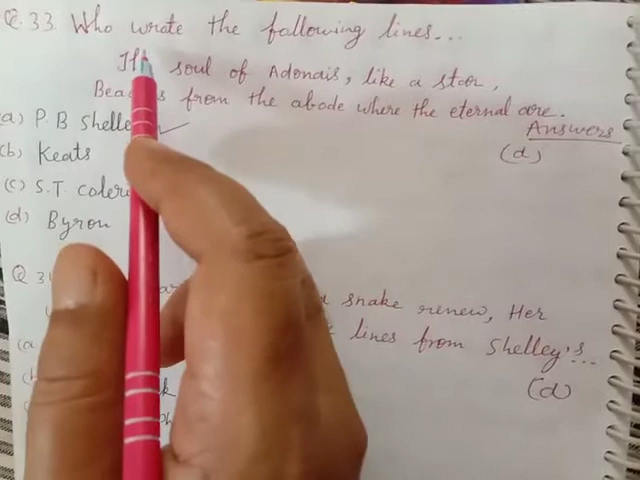 Q.33. Who wrote the following lines...
soul of Adonais, like a star,
from the abode where the eternal are.
Answers
(a) P.B Shelle
(d)
(b) Keats
(c) S.T. Coler
(d) Byron
Q 3
snake renew, Her
lines from Shelley's...
(a
(d)
(b